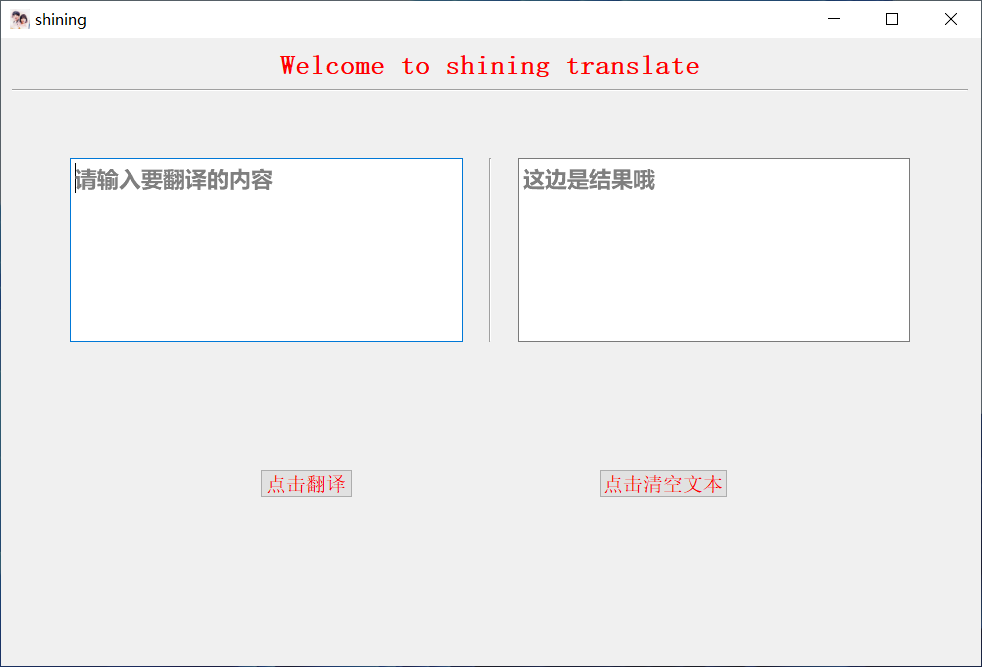 shining
Welcome to shining translate
请输入要翻译的内容
这边是结果哦
点击翻译
点击清空文本